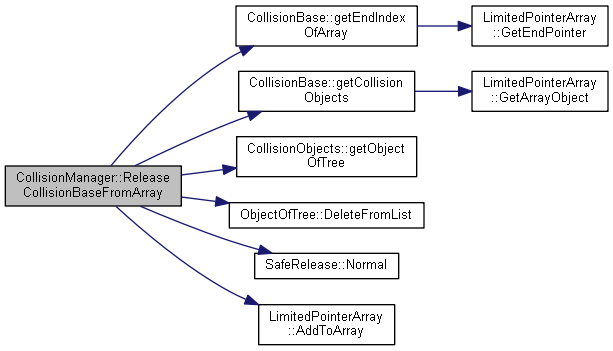 CollisionBase::getEndIndex
OfArray
LimitedPointerArray
::GetEndPointer
CollisionBase::getCollision
Objects
LimitedPointerArray
::GetArrayObject
CollisionObjects::getObject
OfTree
CollisionManager::Release
CollisionBaseFromArray
ObjectOfTree::DeleteFromList
SafeRelease::Normal
LimitedPointerArray
::AddToArray